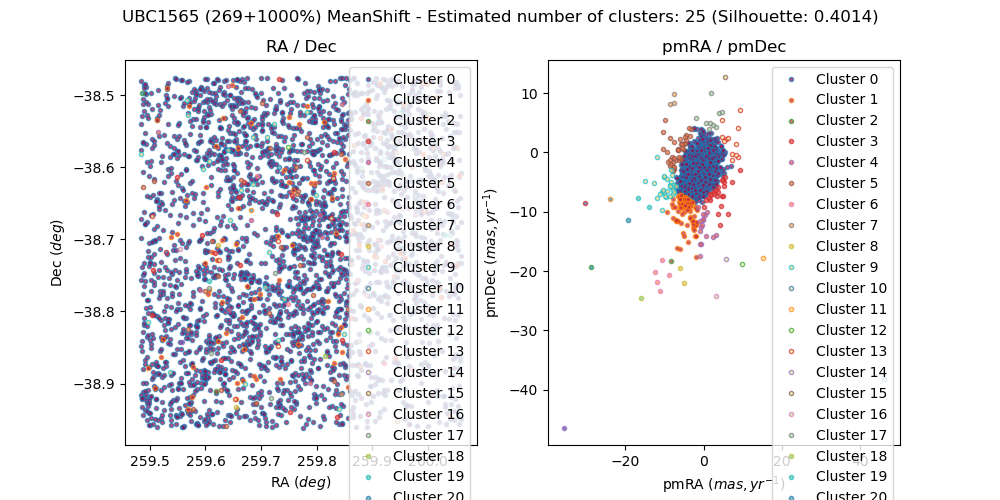 UBC1565 (269+1000%) MeanShift - Estimated number of clusters: 25 (Silhouette: 0.4014)
RA / Dec
Dec (deg)
−38.5
−38.6
−38.7
−38.8
−38.9
259.5 259.6 259.7 259.8 259.9 260.0
RA (deg)
Cluster 0
Cluster 1
Cluster 2
Cluster 3
Cluster 4
Cluster 5
Cluster 6
Cluster 7
Cluster 8
Cluster 9
Cluster 10
Cluster 11
Cluster 12
Cluster 13
Cluster 14
Cluster 15
Cluster 16
Cluster 17
Cluster 18
Cluster 19
Cluster 20
pmRA / pmDec
pmDec (mas, yr⁻¹)
10
0
−10
−20
−30
−40
−20 0 20 40
pmRA (mas, yr⁻¹)
Cluster 0
Cluster 1
Cluster 2
Cluster 3
Cluster 4
Cluster 5
Cluster 6
Cluster 7
Cluster 8
Cluster 9
Cluster 10
Cluster 11
Cluster 12
Cluster 13
Cluster 14
Cluster 15
Cluster 16
Cluster 17
Cluster 18
Cluster 19
Cluster 20